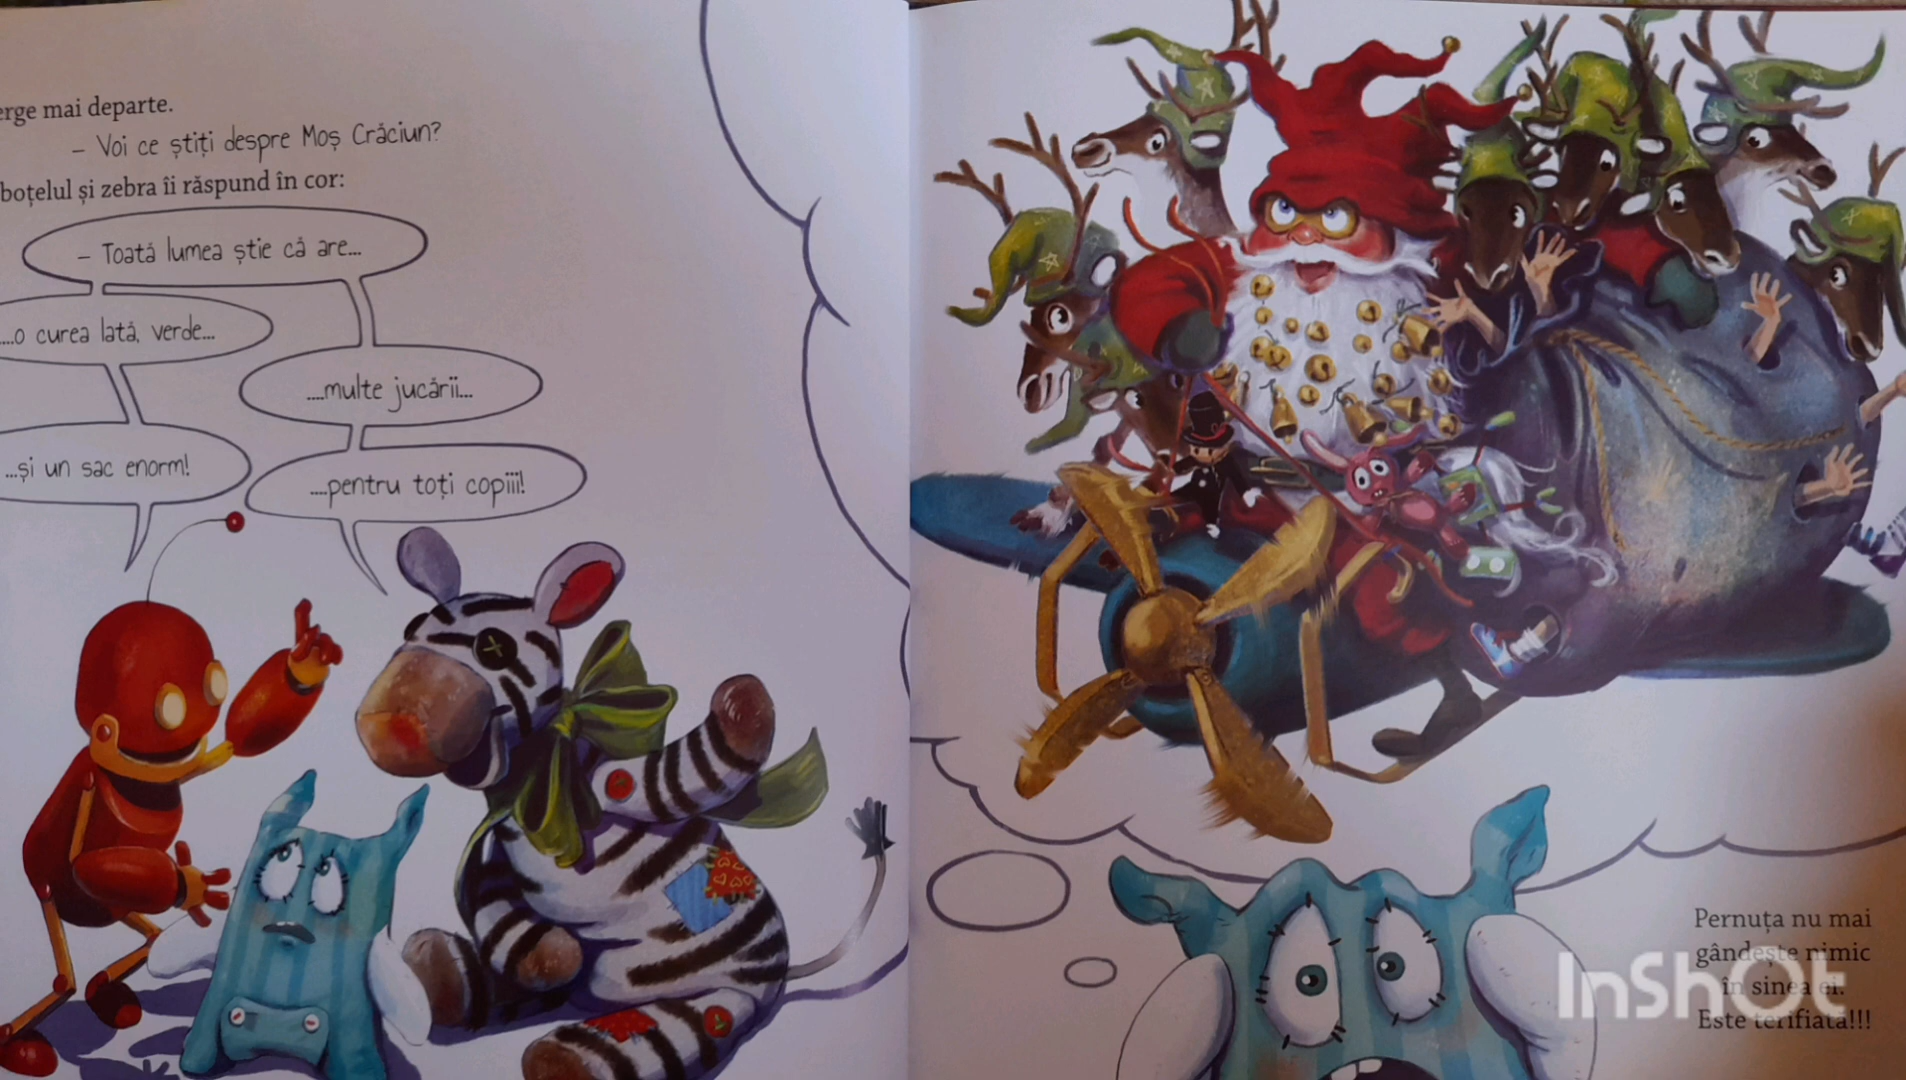 erge mai departe.
– Voi ce știți despre Moș Crăciun?
boțelul și zebra îi răspund în cor:
– Toată lumea știe că are...
....o curea lată, verde...
....multe jucării...
...și un sac enorm!
....pentru toți copiii!
Pernuța nu mai
gândește nimic
în sinea ei.
Este terifiată!!!
InShOt